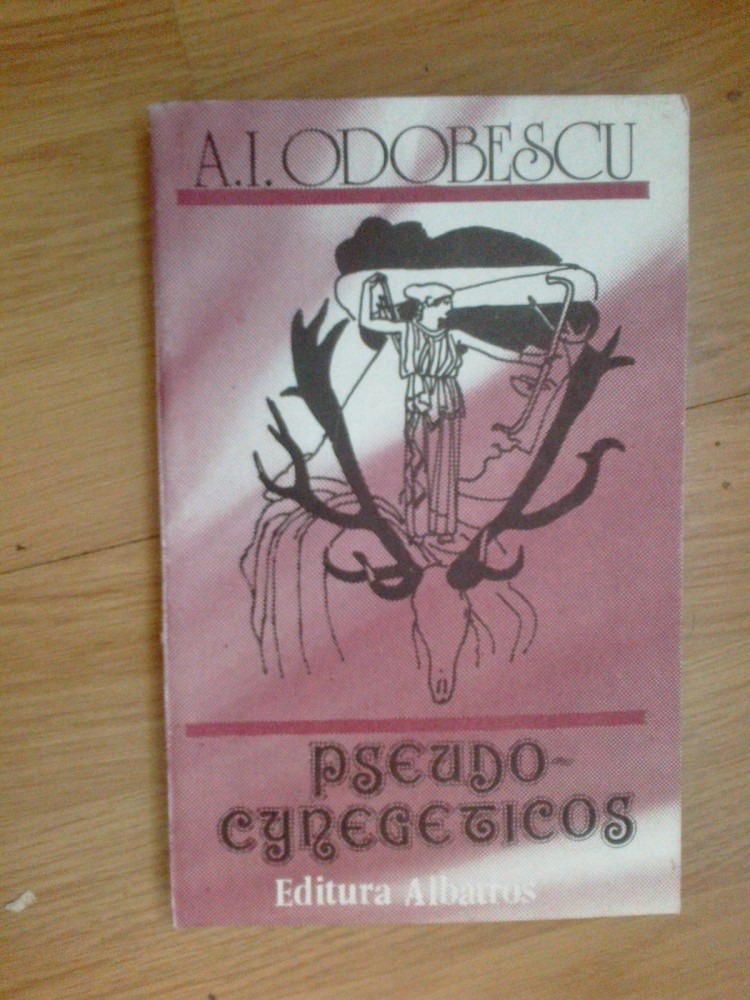 A.I. ODOBESCU
PSEUDO-
CYNEGETICOS
Editura Albatros